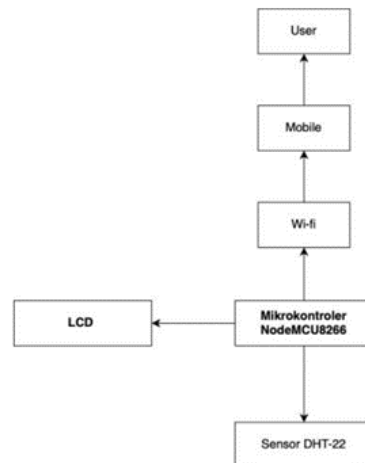 User
Mobile
Wi-fi
LCD
Mikrokontroler
NodeMCU8266
Sensor DHT-22